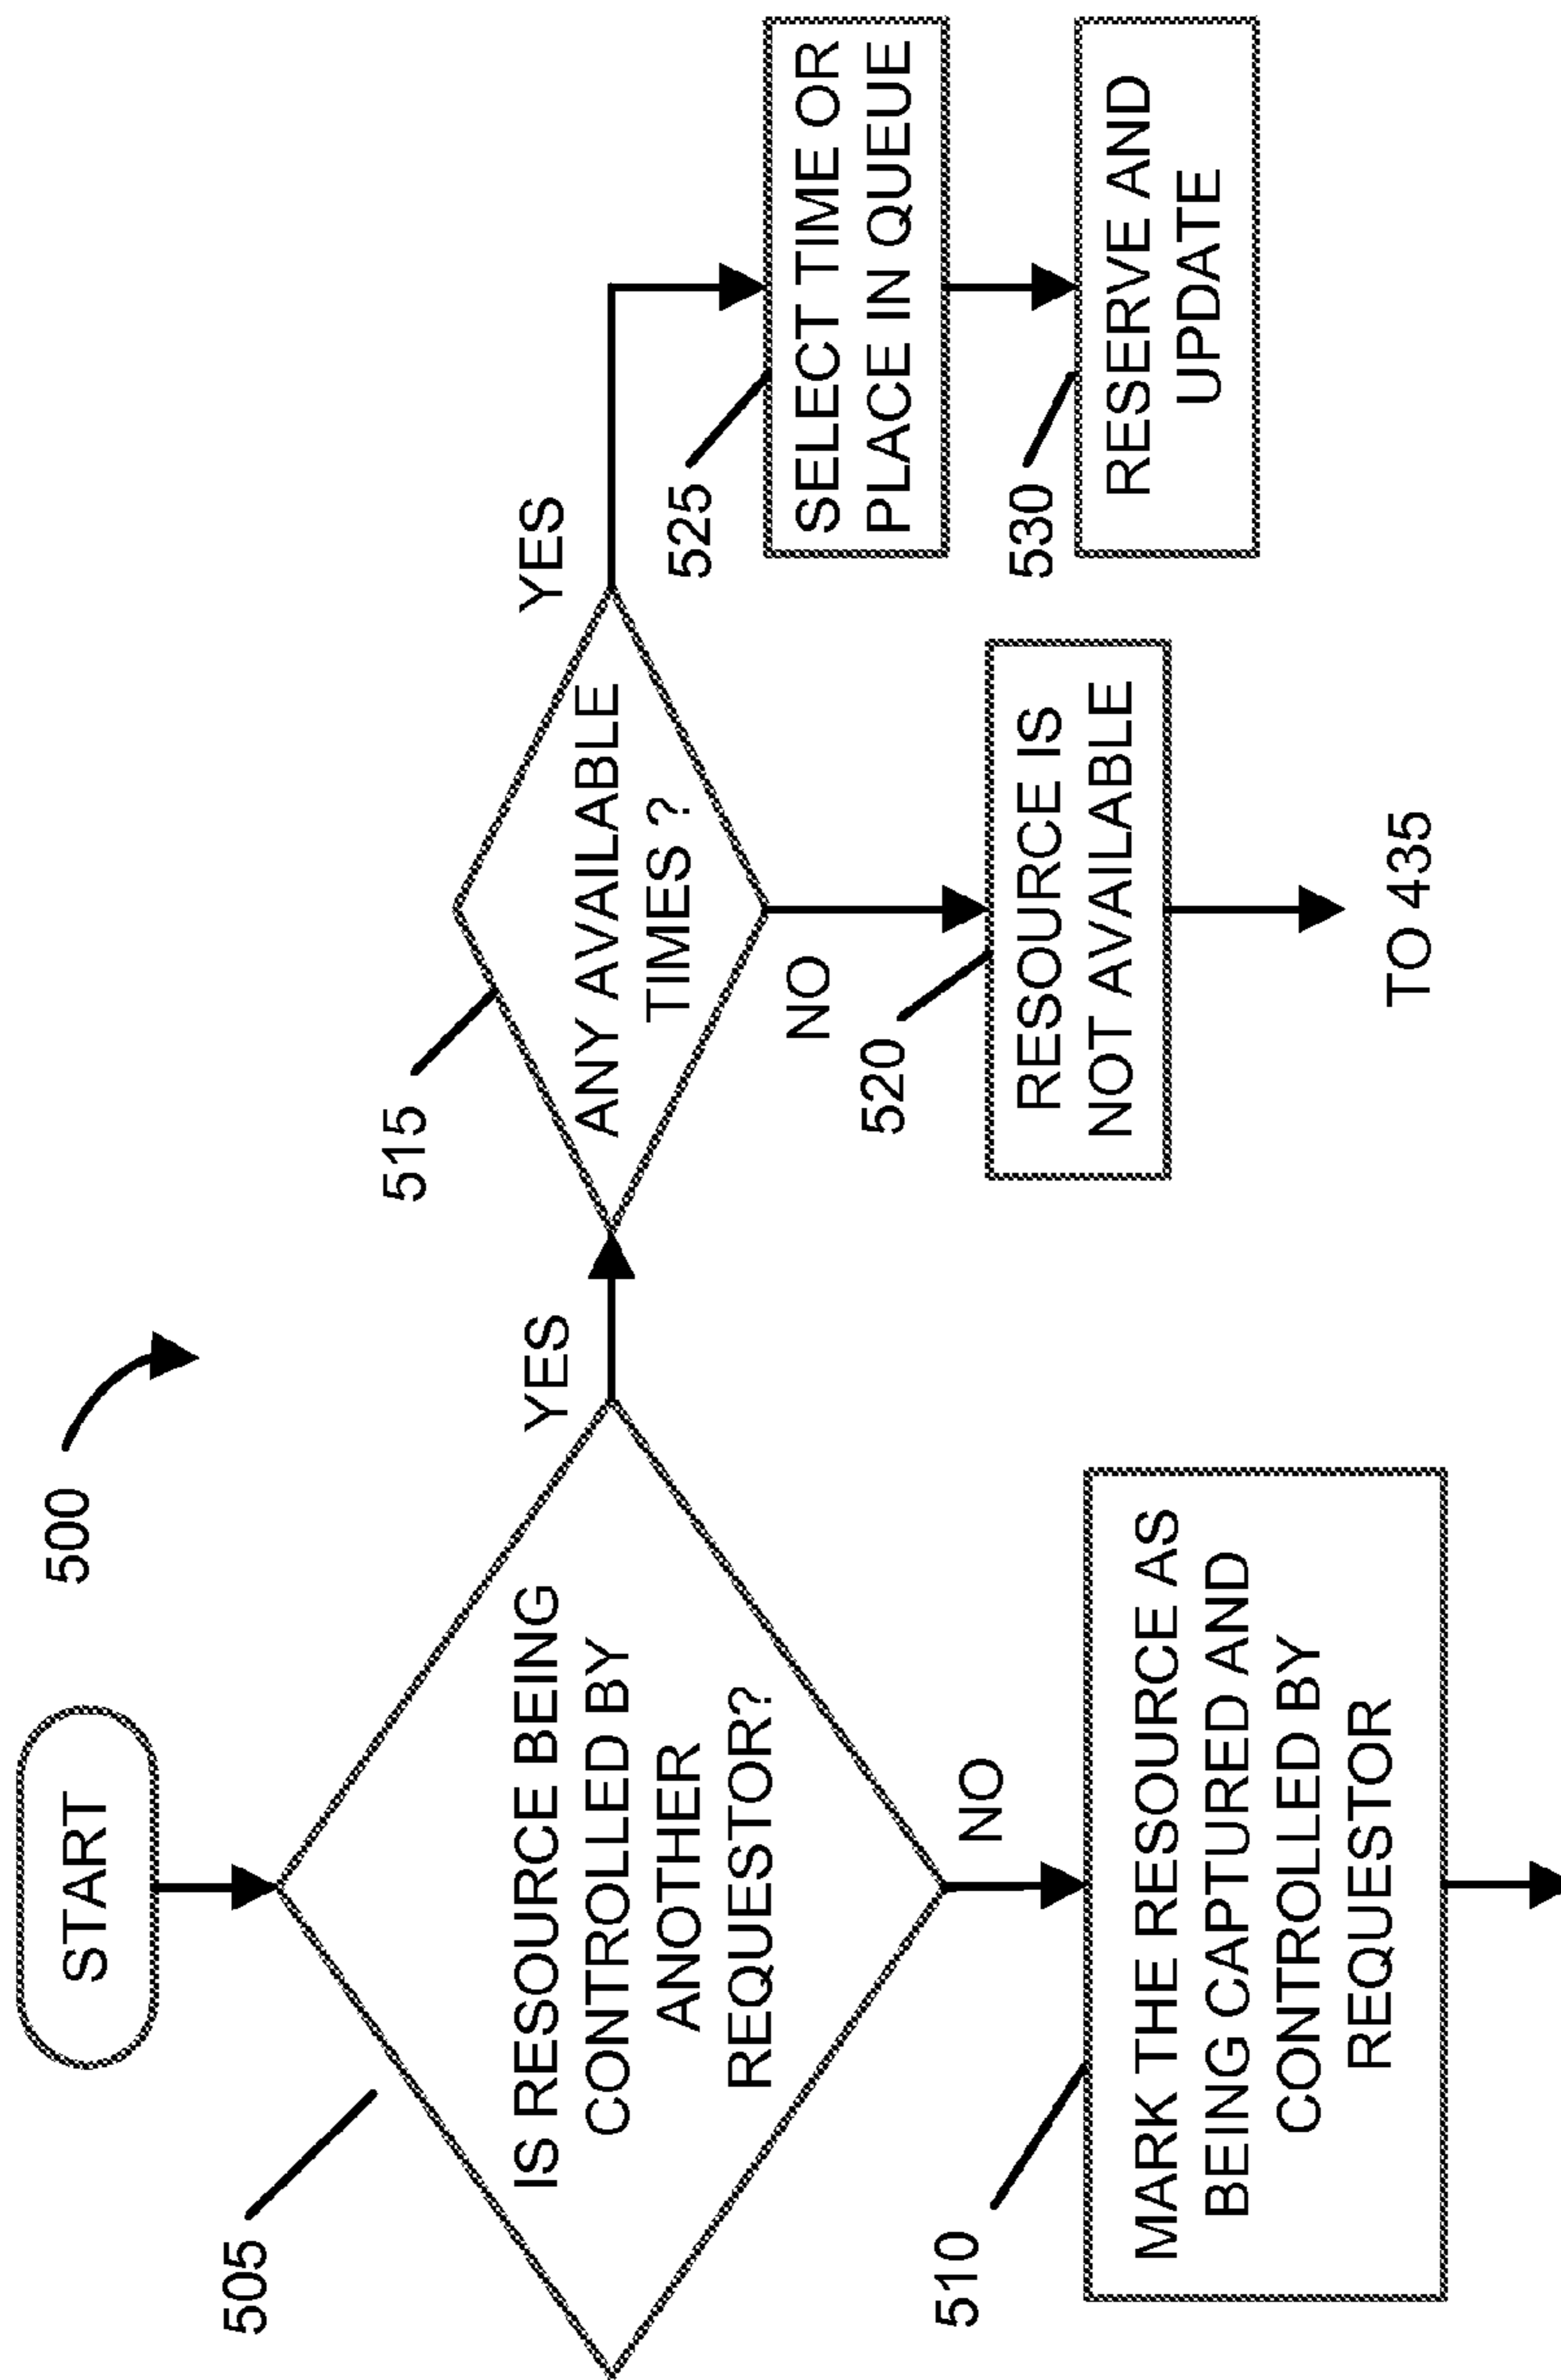 500
START
505
IS RESOURCE BEING
CONTROLLED BY
ANOTHER
REQUESTOR?
YES
NO
510
MARK THE RESOURCE AS
BEING CAPTURED AND
CONTROLLED BY
REQUESTOR
515
ANY AVAILABLE
TIMES ?
YES
NO
520
RESOURCE IS
NOT AVAILABLE
TO 435
525
SELECT TIME OR
PLACE IN QUEUE
530
RESERVE AND
UPDATE